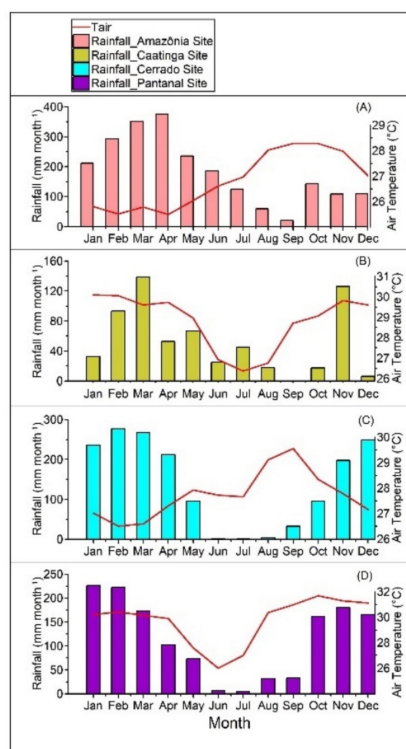 Tair
Rainfall_Amazônia Site
Rainfall_Caatinga Site
Rainfall_Cerrado Site
Rainfall_Pantanal Site
(A)
Rainfall (mm month⁻¹)
400
300
200
100
0
29
28
27
26
25
Air Temperature (°C)
Jan Feb Mar Apr May Jun Jul Aug Sep Oct Nov Dec
(B)
Rainfall (mm month⁻¹)
160
120
80
40
0
31
30
29
28
27
26
Air Temperature (°C)
Jan Feb Mar Apr May Jun Jul Aug Sep Oct Nov Dec
(C)
Rainfall (mm month⁻¹)
300
200
100
0
30
29
28
27
26
Air Temperature (°C)
Jan Feb Mar Apr May Jun Jul Aug Sep Oct Nov Dec
(D)
Rainfall (mm month⁻¹)
250
200
150
100
50
0
32
30
28
26
Air Temperature (°C)
Jan Feb Mar Apr May Jun Jul Aug Sep Oct Nov Dec
Month